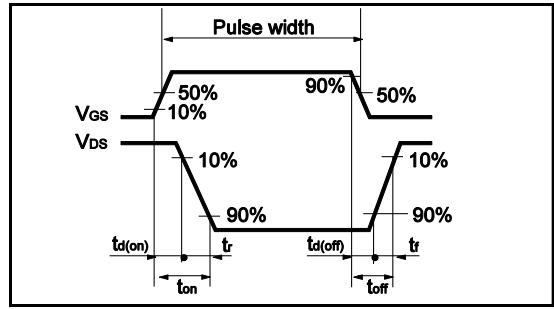 Pulse width
90%
50%
50%
10%
VGS
VDS
10%
10%
90%
90%
td(on)
tr
td(off)
tf
ton
toff